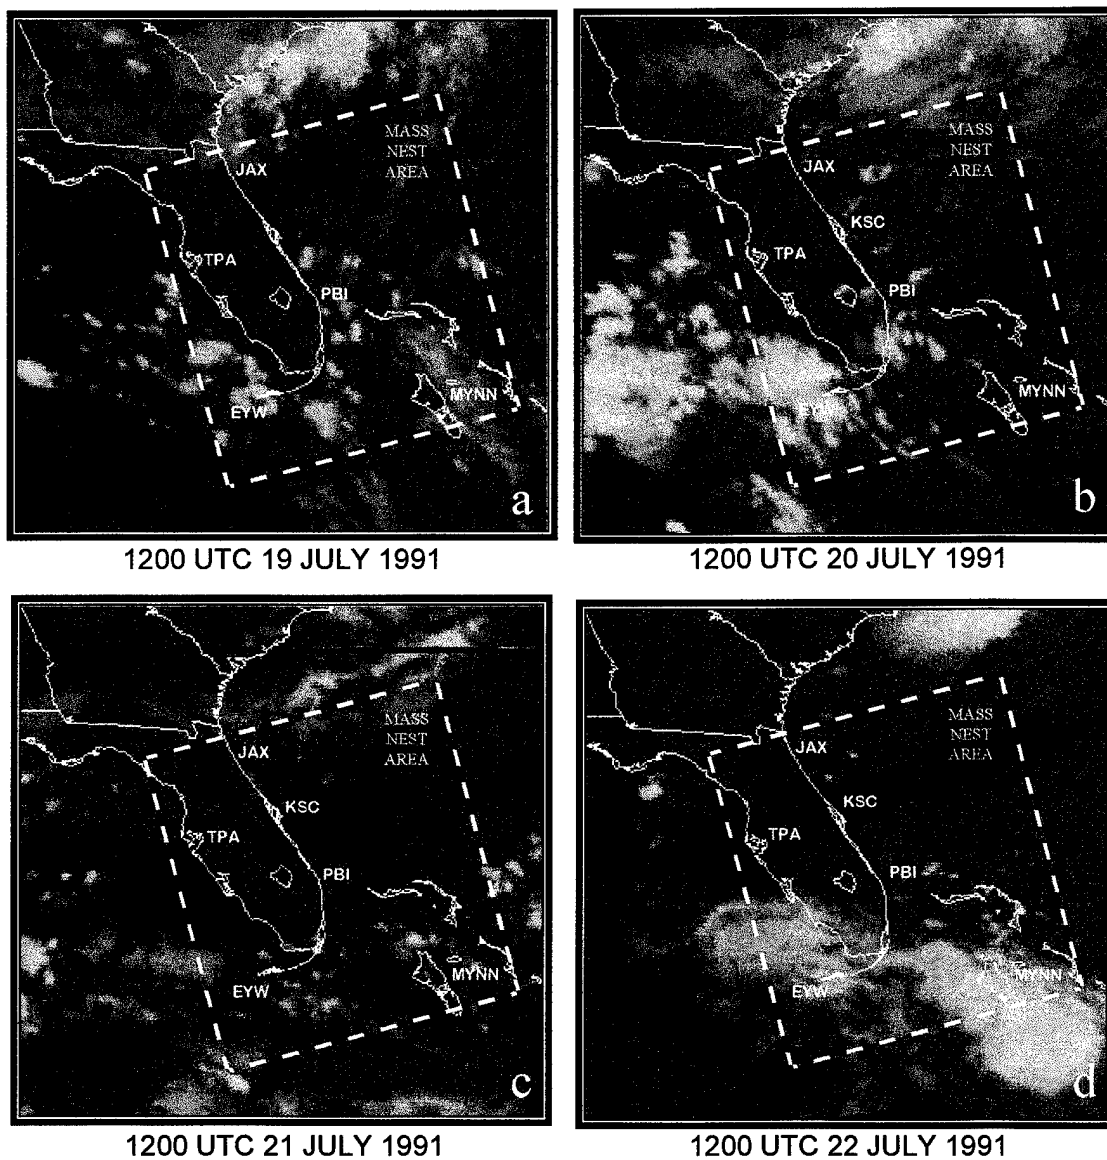 MASS
NEST
AREA
JAX
TPA
PBI
EYW
MYNN
a
1200 UTC 19 JULY 1991
MASS
NEST
AREA
JAX
KSC
TPA
PBI
MYNN
b
1200 UTC 20 JULY 1991
MASS
NEST
AREA
JAX
KSC
TPA
PBI
MYNN
EYW
c
1200 UTC 21 JULY 1991
MASS
NEST
AREA
JAX
KSC
TPA
PBI
MYNN
EYW
d
1200 UTC 22 JULY 1991